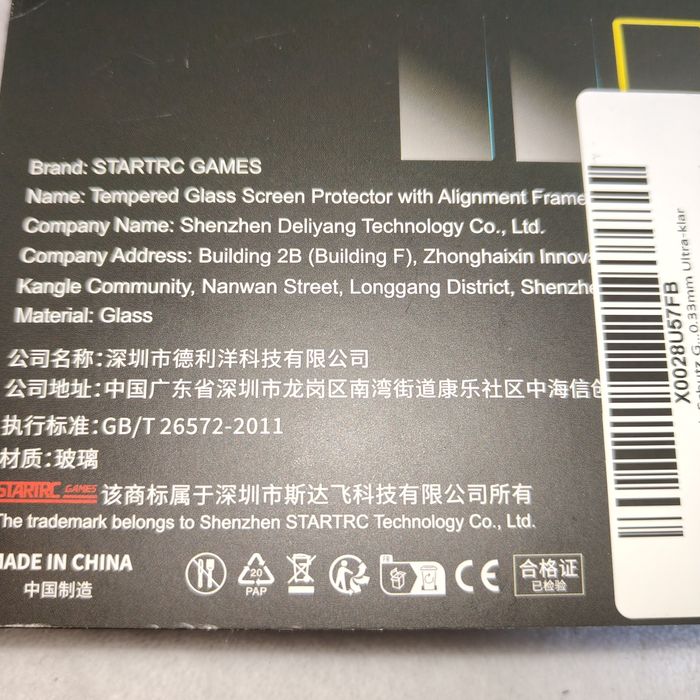 Brand: STARTRC GAMES
Name: Tempered Glass Screen Protector with Alignment Frame
Company Name: Shenzhen Deliyang Technology Co., Ltd.
Company Address: Building 2B (Building F), Zhonghaixin Innova
Kangle Community, Nanwan Street, Longgang District, Shenzhe
Material: Glass
公司名称:深圳市德利洋科技有限公司
公司地址:中国广东省深圳市龙岗区南湾街道康乐社区中海信创
执行标准:GB/T 26572-2011
材质:玻璃
STARTRC GAMES 该商标属于深圳市斯达飞科技有限公司所有
The trademark belongs to Shenzhen STARTRC Technology Co., Ltd.
MADE IN CHINA
中国制造
20
PAP
FR
CE
合格证
已检验
X0028U57FB
0.33mm Ultra-klar